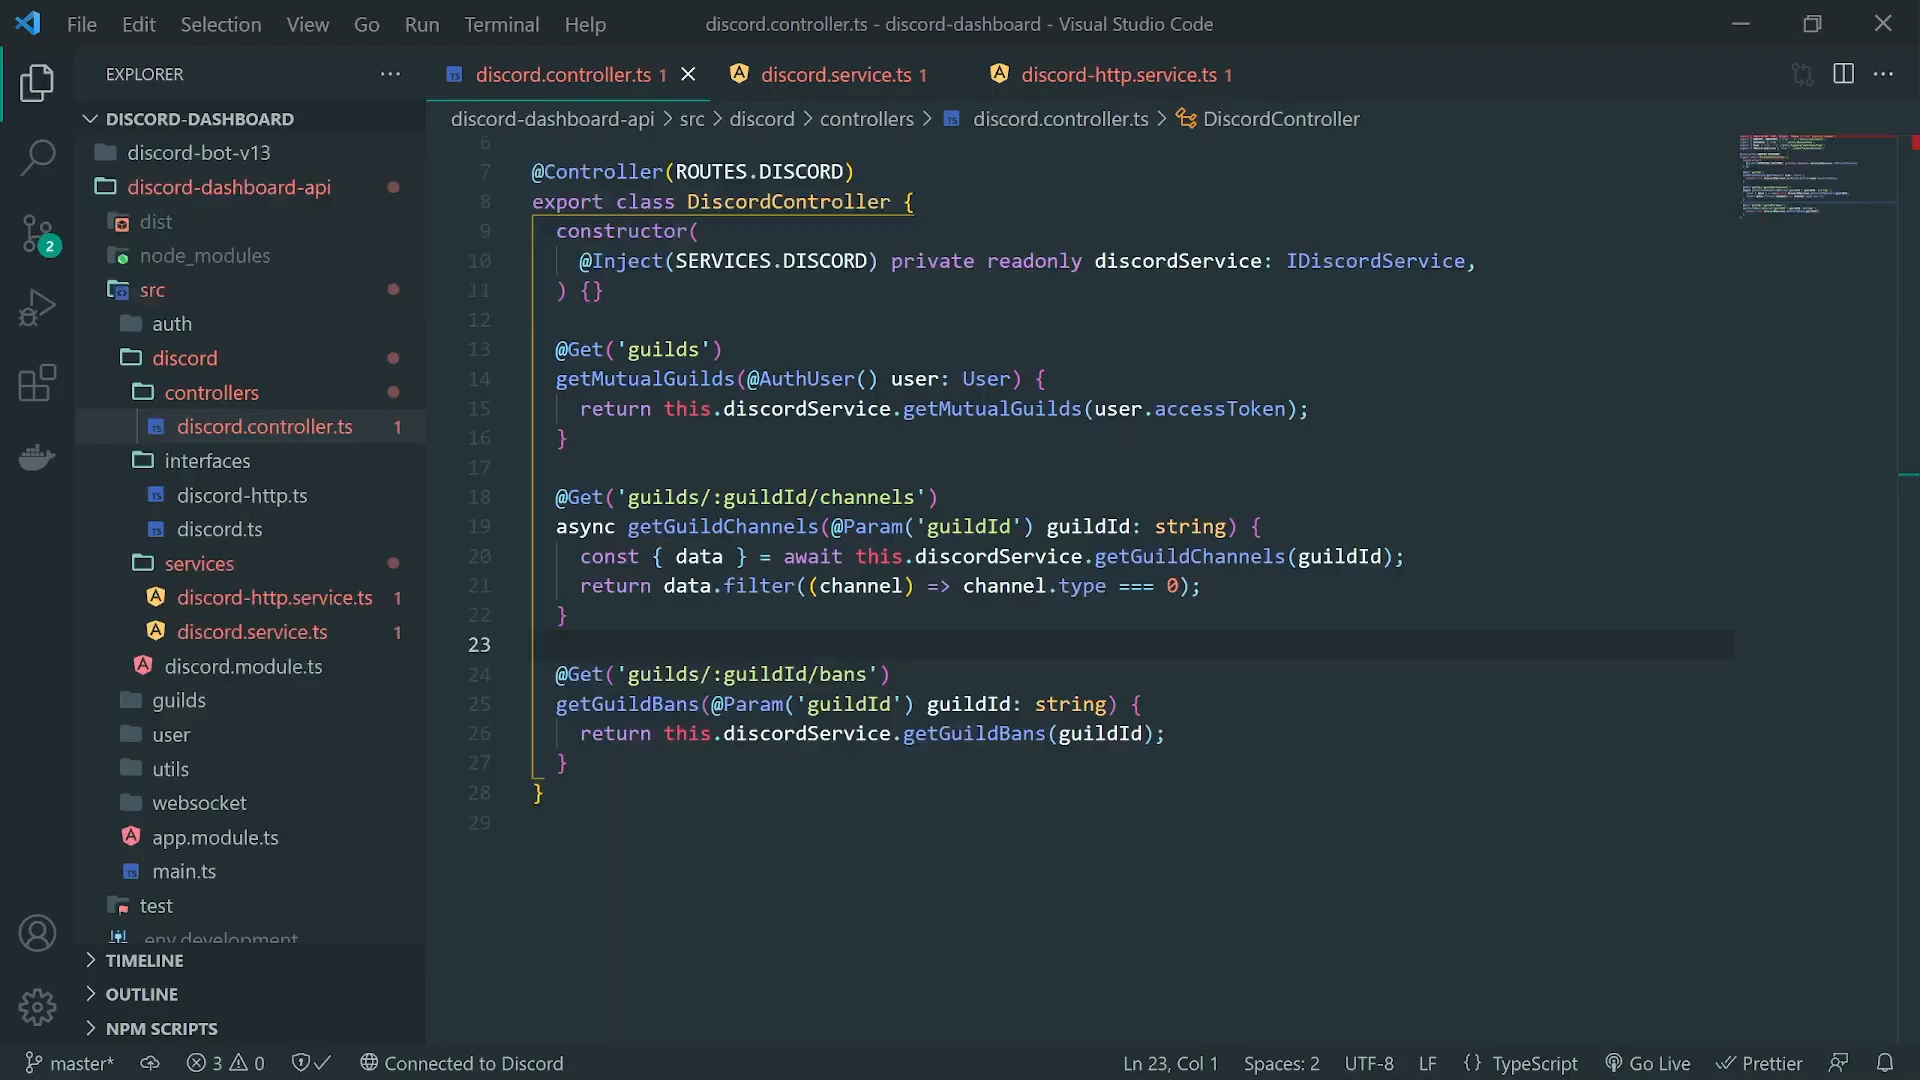 File Edit Selection View Go Run Terminal Help
discord.controller.ts - discord-dashboard - Visual Studio Code
EXPLORER
discord.controller.ts 1
discord.service.ts 1
discord-http.service.ts 1
DISCORD-DASHBOARD
discord-dashboard-api > src > discord > controllers > TS discord.controller.ts > DiscordController
discord-bot-v13
discord-dashboard-api
dist
node_modules
src
auth
discord
controllers
TS discord.controller.ts 1
interfaces
TS discord-http.ts
TS discord.ts
services
discord-http.service.ts 1
discord.service.ts 1
discord.module.ts
guilds
user
utils
websocket
app.module.ts
TS main.ts
test
.env.development
TIMELINE
OUTLINE
NPM SCRIPTS
2
6
7 @Controller(ROUTES.DISCORD)
8 export class DiscordController {
9 constructor(
10 @Inject(SERVICES.DISCORD) private readonly discordService: IDiscordService,
11 ) {}
12
13 @Get('guilds')
14 getMutualGuilds(@AuthUser() user: User) {
15 return this.discordService.getMutualGuilds(user.accessToken);
16 }
17
18 @Get('guilds/:guildId/channels')
19 async getGuildChannels(@Param('guildId') guildId: string) {
20 const { data } = await this.discordService.getGuildChannels(guildId);
21 return data.filter((channel) => channel.type === 0);
22 }
23
24 @Get('guilds/:guildId/bans')
25 getGuildBans(@Param('guildId') guildId: string) {
26 return this.discordService.getGuildBans(guildId);
27 }
28 }
29
master* 3 0 Connected to Discord Ln 23, Col 1 Spaces: 2 UTF-8 LF {} TypeScript Go Live Prettier